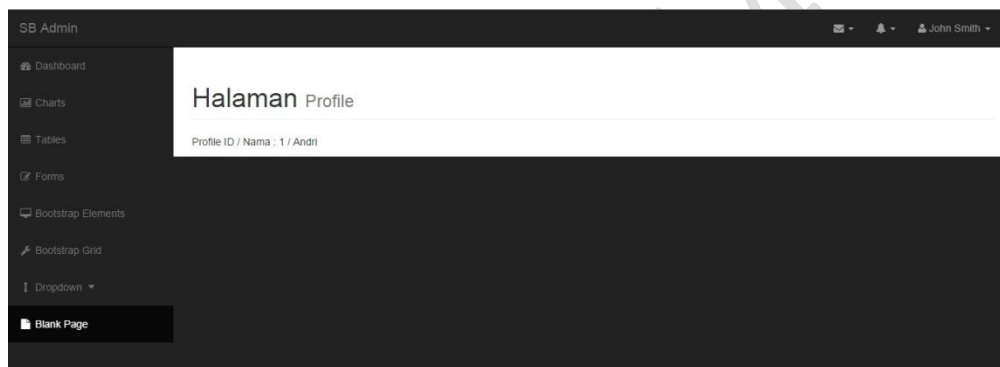 SB Admin
John Smith
Dashboard
Charts
Tables
Forms
Bootstrap Elements
Bootstrap Grid
Dropdown
Blank Page
Halaman Profile
Profile ID / Nama : 1 / Andri